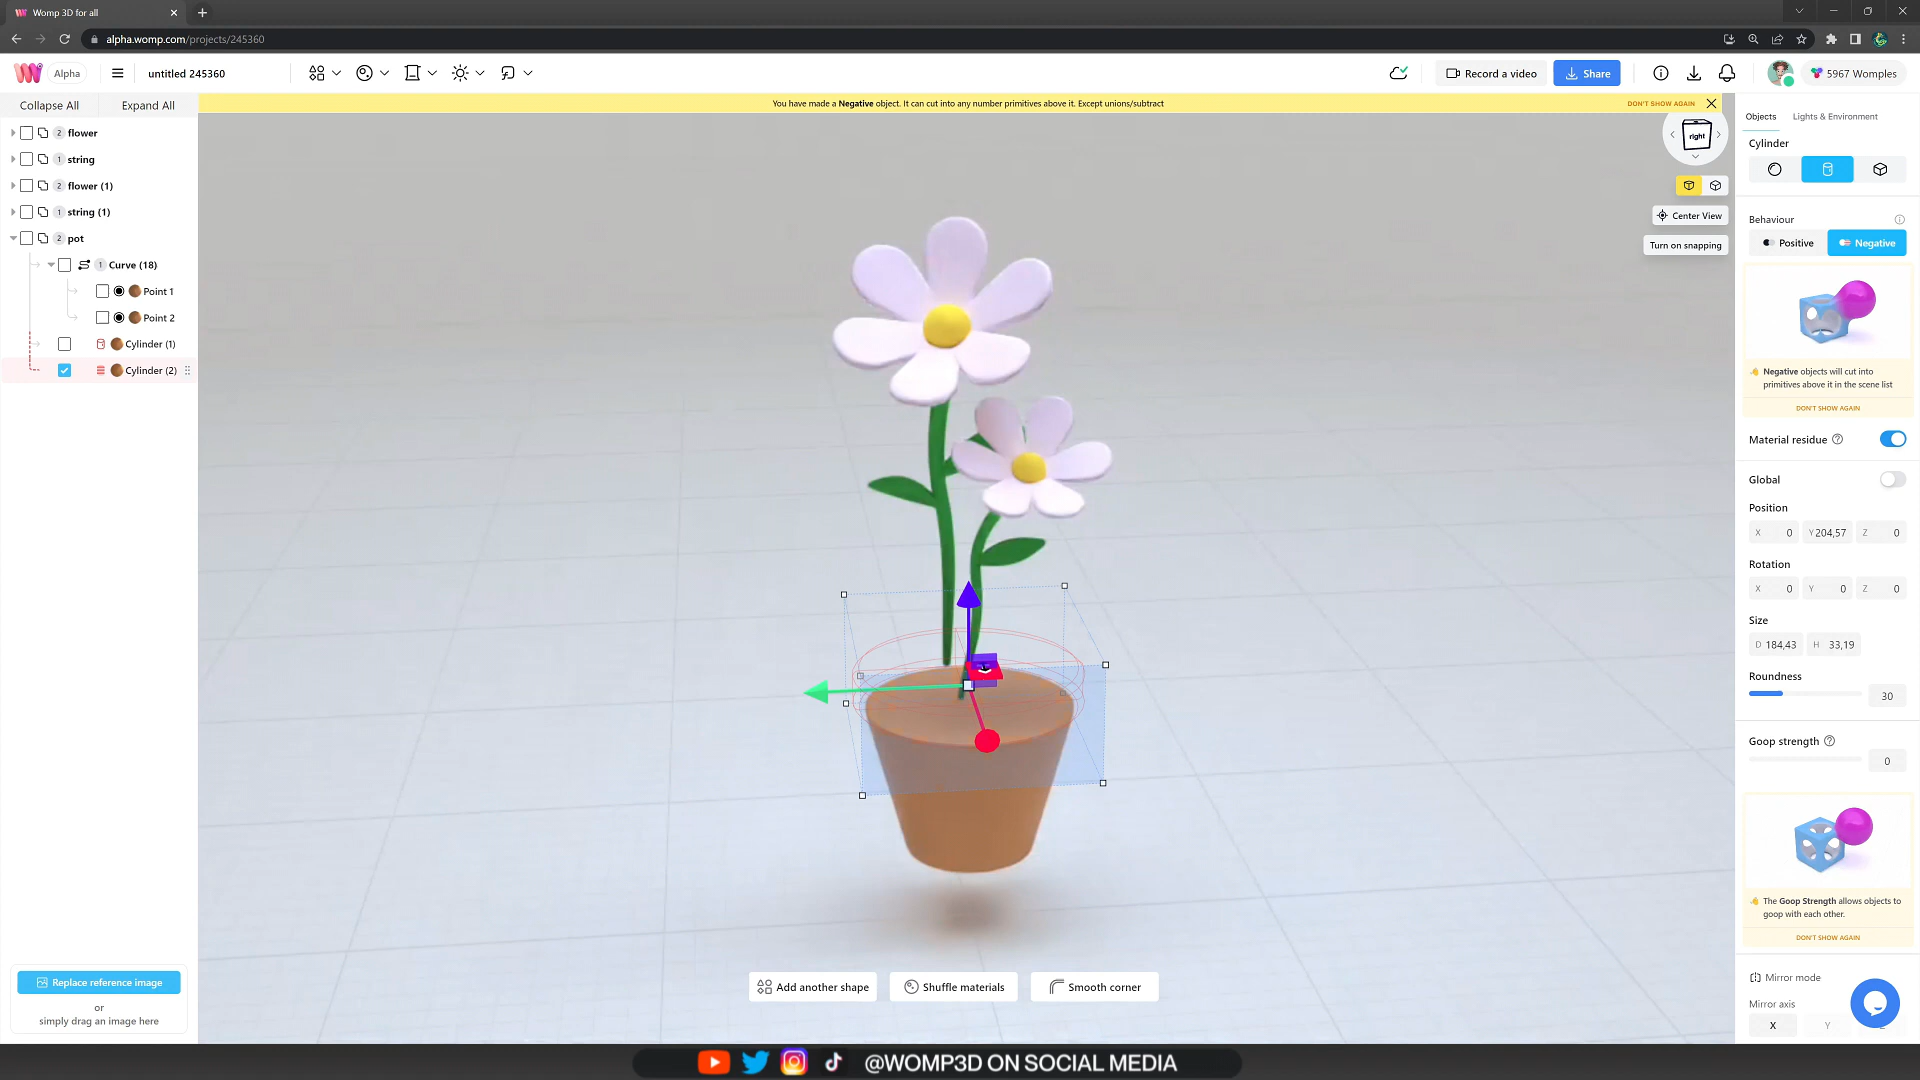 Womp 3D for all
alpha.womp.com/projects/245360
Alpha
untitled 245360
Record a video
Share
5967 Womples
Collapse All
Expand All
You have made a Negative object. It can cut into any number primitives above it. Except unions/subtract
DON'T SHOW AGAIN
2 flower
1 string
2 flower (1)
1 string (1)
2 pot
1 Curve (18)
Point 1
Point 2
Cylinder (1)
Cylinder (2)
Replace reference image
or
simply drag an image here
right
Center View
Turn on snapping
Add another shape
Shuffle materials
Smooth corner
Objects
Lights & Environment
Cylinder
Behaviour
Positive
Negative
Negative objects will cut into
primitives above it in the scene list
DON'T SHOW AGAIN
Material residue
Global
Position
X 0 Y 204,57 Z 0
Rotation
X 0 Y 0 Z 0
Size
D 184,43 H 33,19
Roundness
30
Goop strength
0
The Goop Strength allows objects to
goop with each other.
DON'T SHOW AGAIN
Mirror mode
Mirror axis
X Y
@WOMP3D ON SOCIAL MEDIA